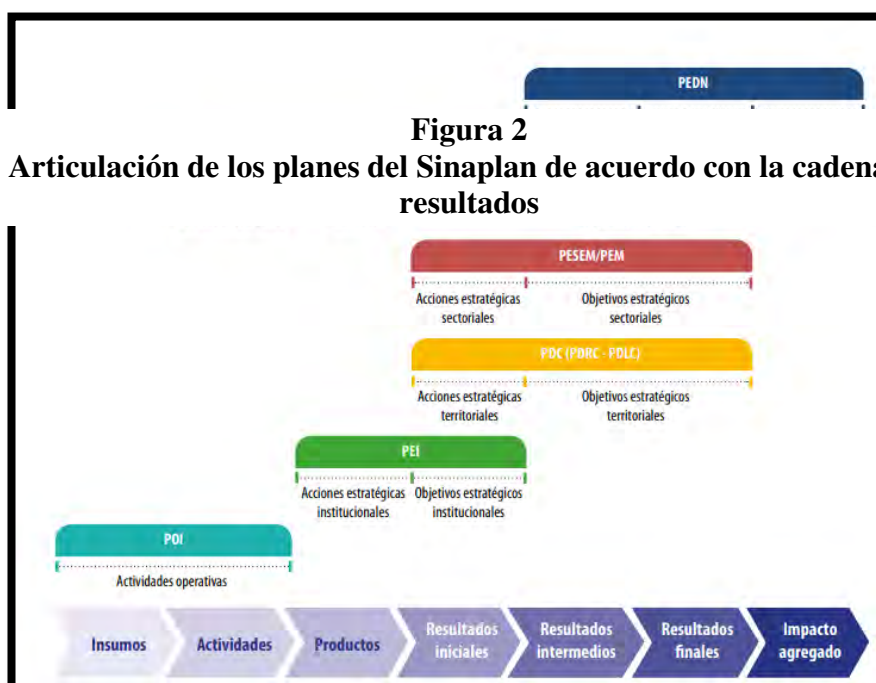 PEDN
Figura 2
Articulación de los planes del Sinaplan de acuerdo con la cadena
resultados
PESEM/PEM
Acciones estratégicas Objetivos estratégicos
sectoriales sectoriales
PDC (PDRC - PDLC)
Acciones estratégicas Objetivos estratégicos
territoriales territoriales
PEI
Acciones estratégicas Objetivos estratégicos
institucionales institucionales
POI
Actividades operativas
Insumos Actividades Productos Resultados Resultados Resultados Impacto
iniciales intermedios finales agregado